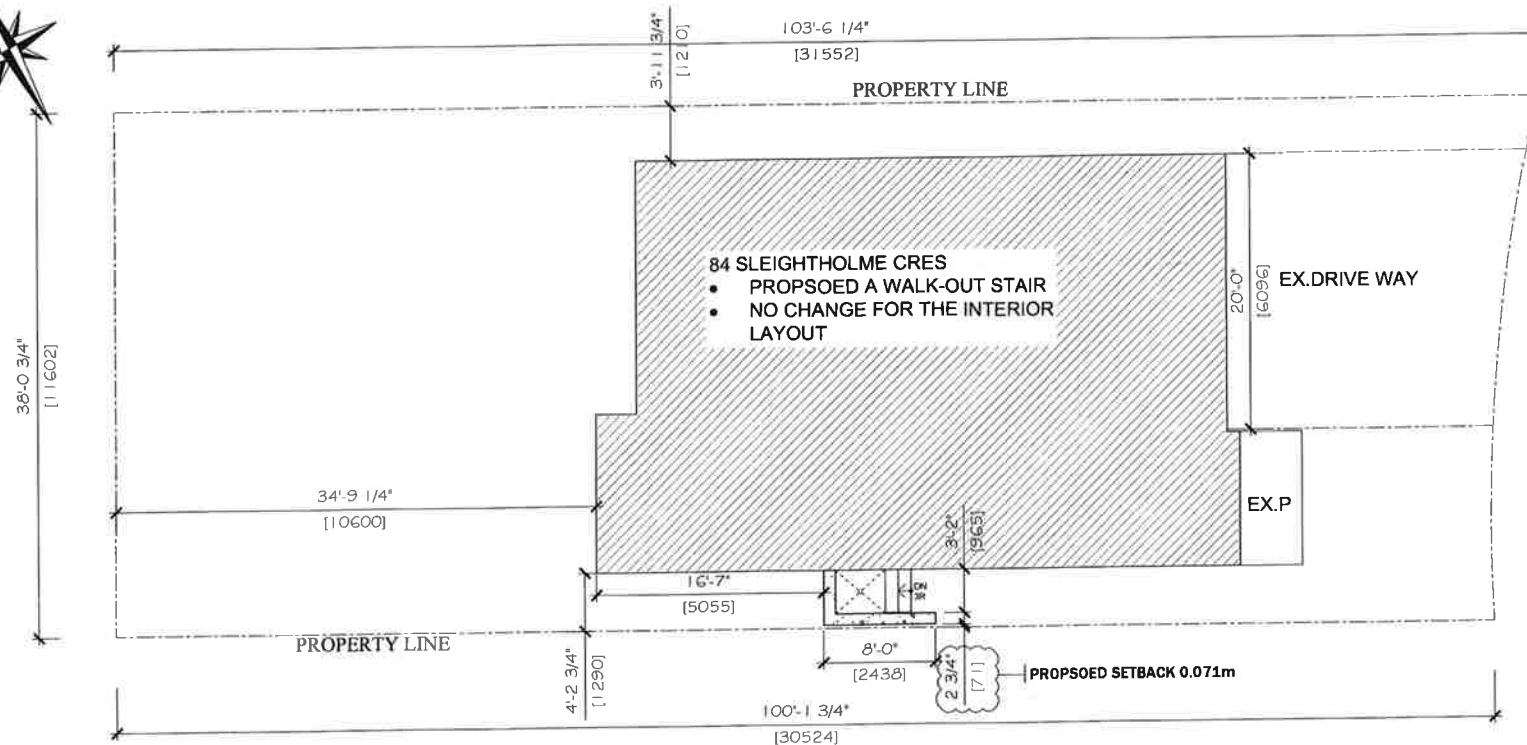 103'-6 1/4"
[31552]
3'-11 3/4"
[1210]
PROPERTY LINE
84 SLEIGHTHOLME CRES
• PROPSOED A WALK-OUT STAIR
• NO CHANGE FOR THE INTERIOR
LAYOUT
20'-0"
[6096]
EX.DRIVE WAY
38'-0 3/4"
[11602]
34'-9 1/4"
[10600]
EX.P
3'-2"
[965]
16'-7"
[5055]
DN
3R
PROPERTY LINE
4'-2 3/4"
[1290]
8'-0"
[2438]
2 3/4"
[71]
PROPSOED SETBACK 0.071m
100'-1 3/4"
[30524]